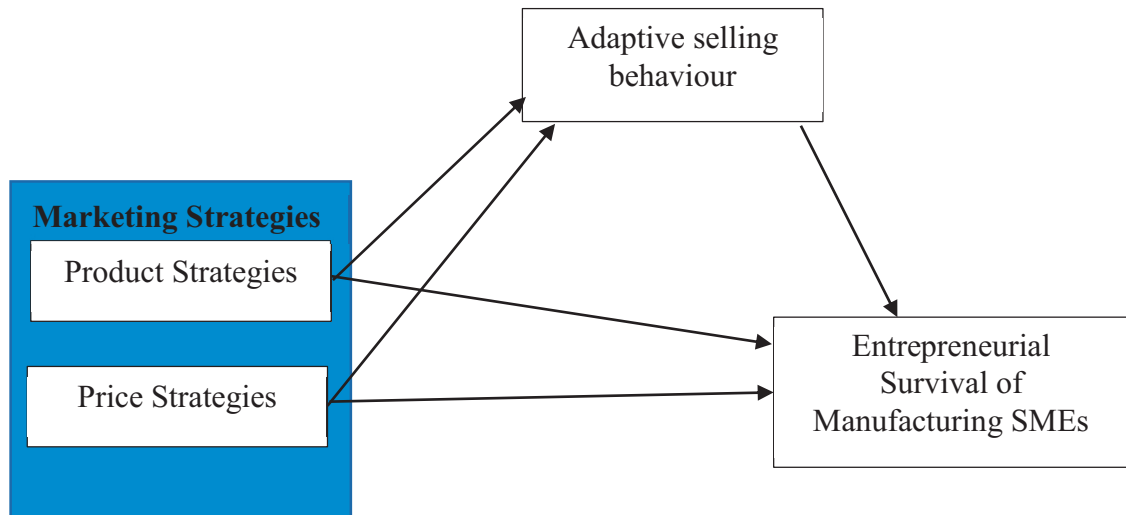 Adaptive selling
behaviour
Marketing Strategies
Product Strategies
Price Strategies
Entrepreneurial
Survival of
Manufacturing SMEs